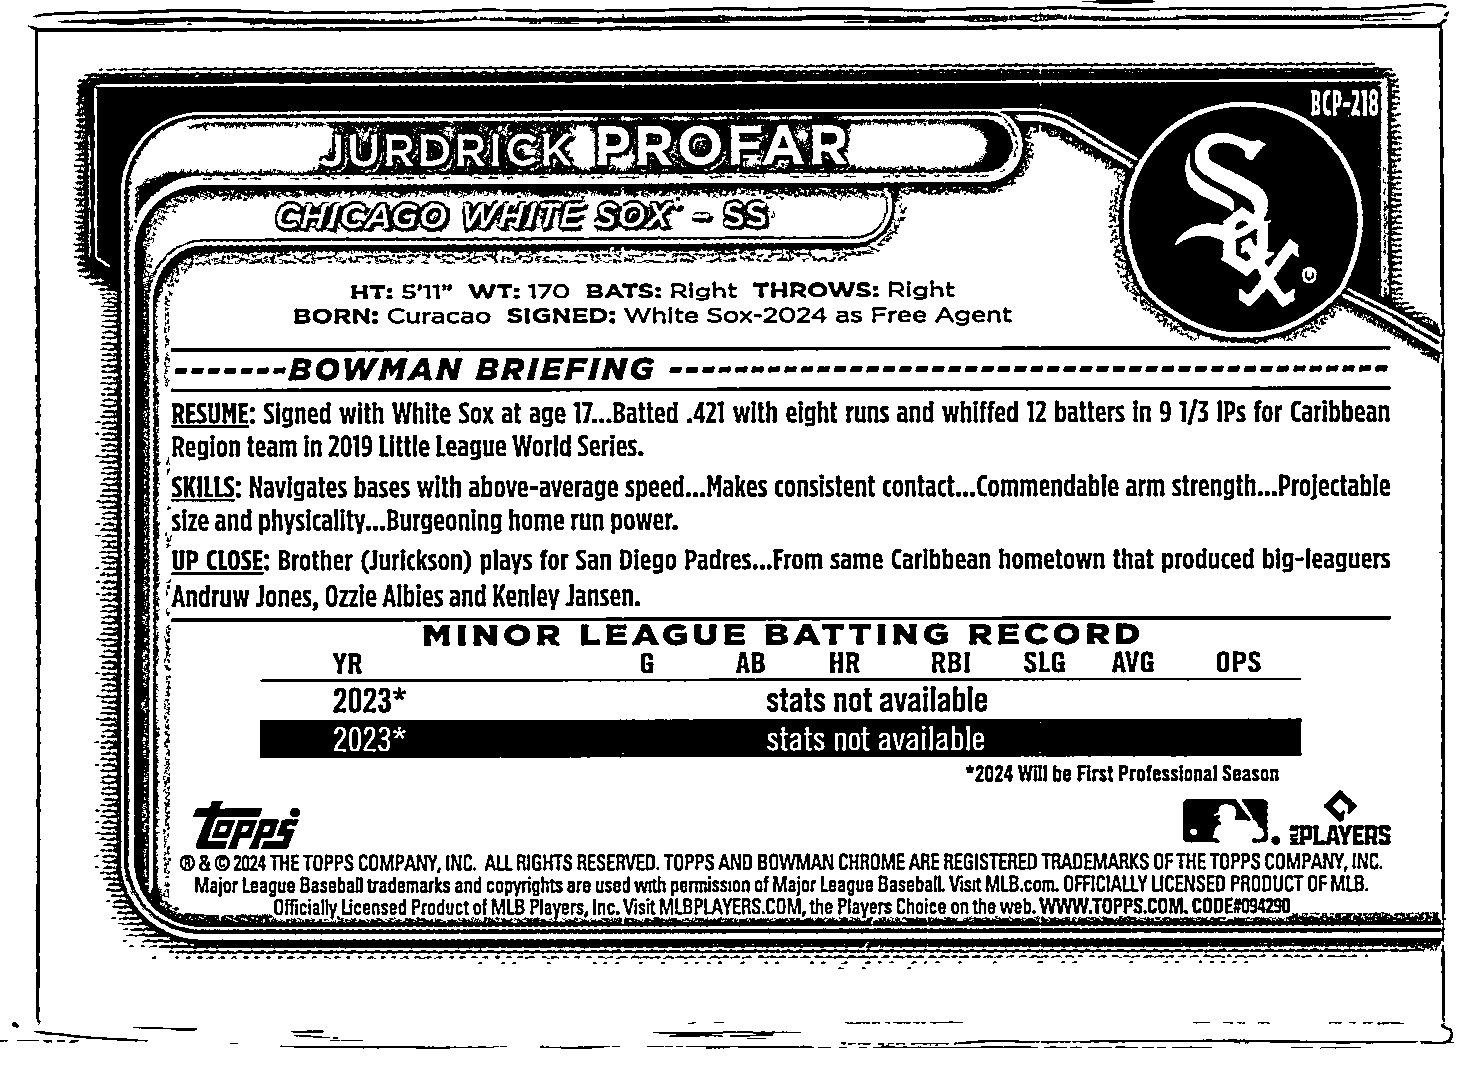 BCP-218
JURDRICK PROFAR
CHICAGO WHITE SOX - SS
Sox
HT: 5'11" WT: 170 BATS: Right THROWS: Right
BORN: Curacao SIGNED: White Sox-2024 as Free Agent
BOWMAN BRIEFING
RESUME: Signed with White Sox at age 17...Batted .421 with eight runs and whiffed 12 batters in 9 1/3 IPs for Caribbean
Region team in 2019 Little League World Series.
SKILLS: Navigates bases with above-average speed...Makes consistent contact...Commendable arm strength...Projectable
size and physicality...Burgeoning home run power.
UP CLOSE: Brother (Jurickson) plays for San Diego Padres...From same Caribbean hometown that produced big-leaguers
Andruw Jones, Ozzie Albies and Kenley Jansen.
MINOR LEAGUE BATTING RECORD
YR G AB HR RBI SLG AVG OPS
2023* stats not available
2023* stats not available
*2024 Will be First Professional Season
Topps
PLAYERS
® & © 2024 THE TOPPS COMPANY, INC. ALL RIGHTS RESERVED. TOPPS AND BOWMAN CHROME ARE REGISTERED TRADEMARKS OF THE TOPPS COMPANY, INC.
Major League Baseball trademarks and copyrights are used with permission of Major League Baseball. Visit MLB.com. OFFICIALLY LICENSED PRODUCT OF MLB.
Officially Licensed Product of MLB Players, Inc. Visit MLBPLAYERS.COM, the Players Choice on the web. WWW.TOPPS.COM. CODE#094290